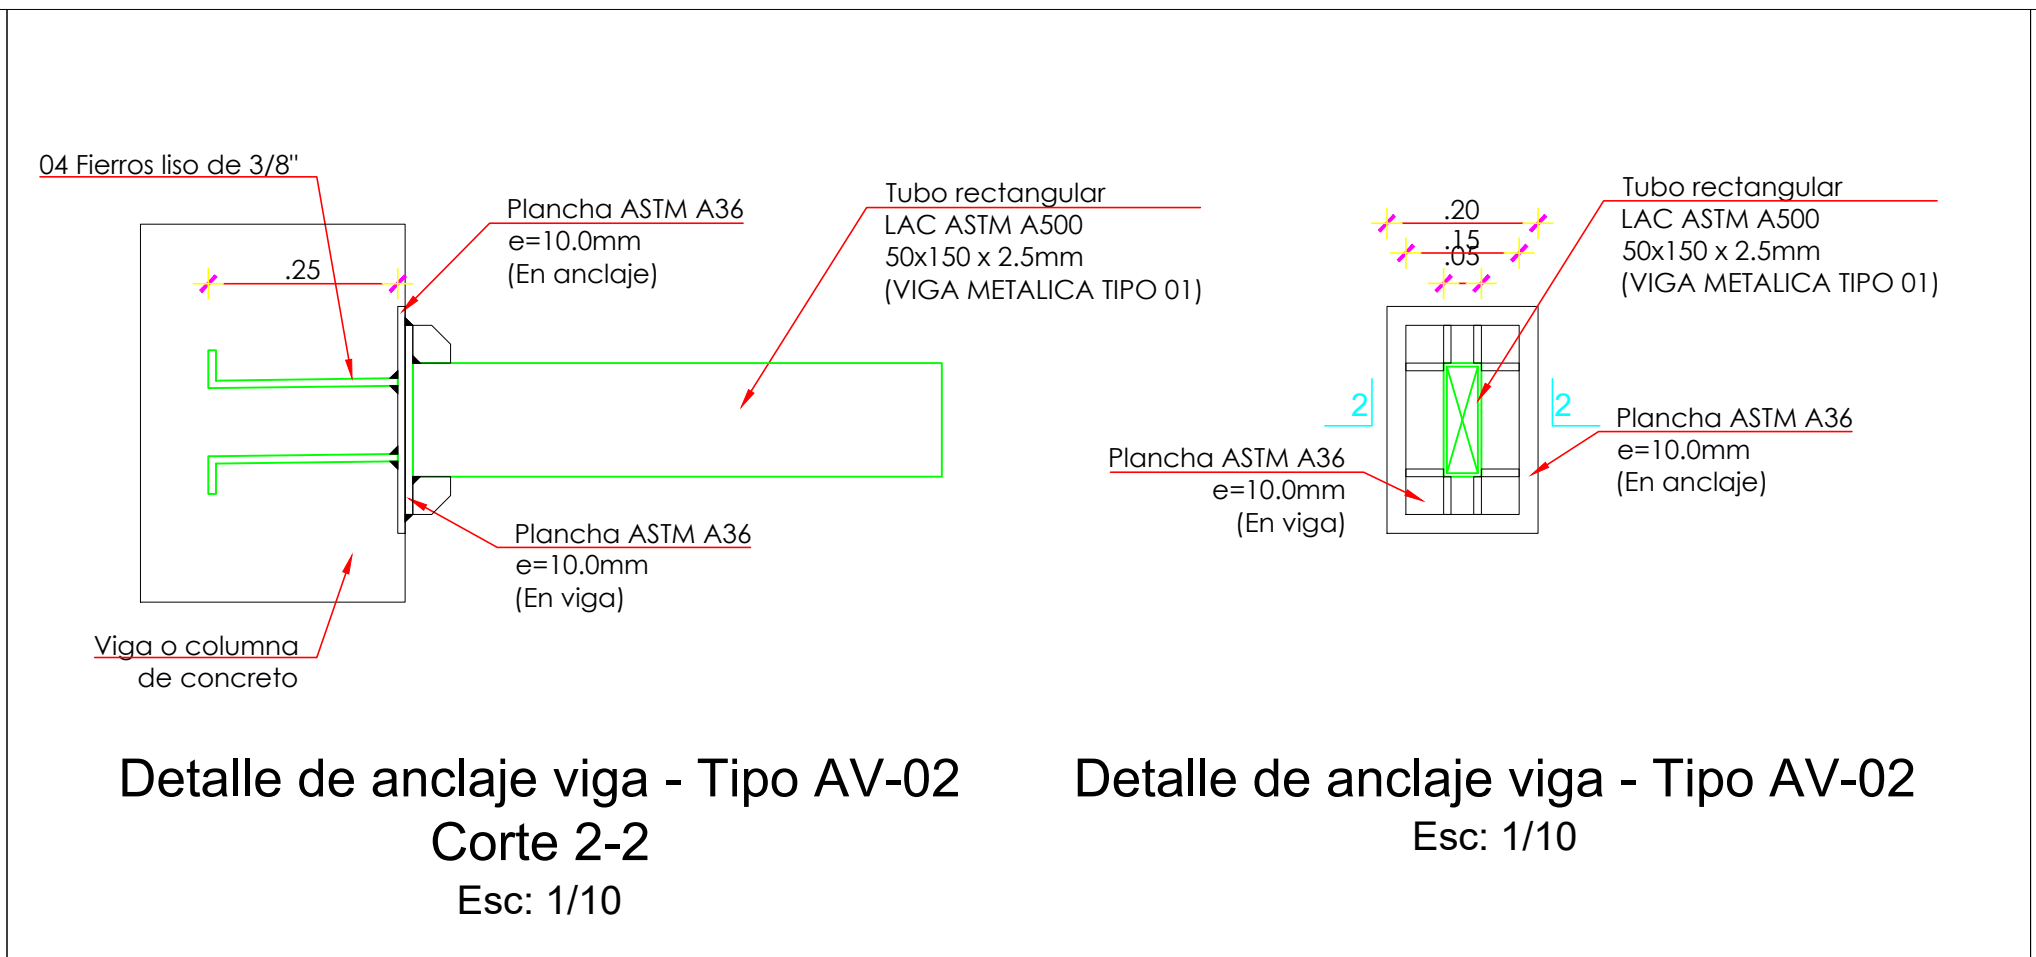 04 Fierros liso de 3/8"
Plancha ASTM A36
e=10.0mm
(En anclaje)
.25
Tubo rectangular
LAC ASTM A500
50x150 x 2.5mm
(VIGA METALICA TIPO 01)
Plancha ASTM A36
e=10.0mm
(En viga)
Viga o columna
de concreto
Detalle de anclaje viga - Tipo AV-02
Corte 2-2
Esc: 1/10
.20
.15
.05
Tubo rectangular
LAC ASTM A500
50x150 x 2.5mm
(VIGA METALICA TIPO 01)
2
2
Plancha ASTM A36
e=10.0mm
(En anclaje)
Plancha ASTM A36
e=10.0mm
(En viga)
Detalle de anclaje viga - Tipo AV-02
Esc: 1/10